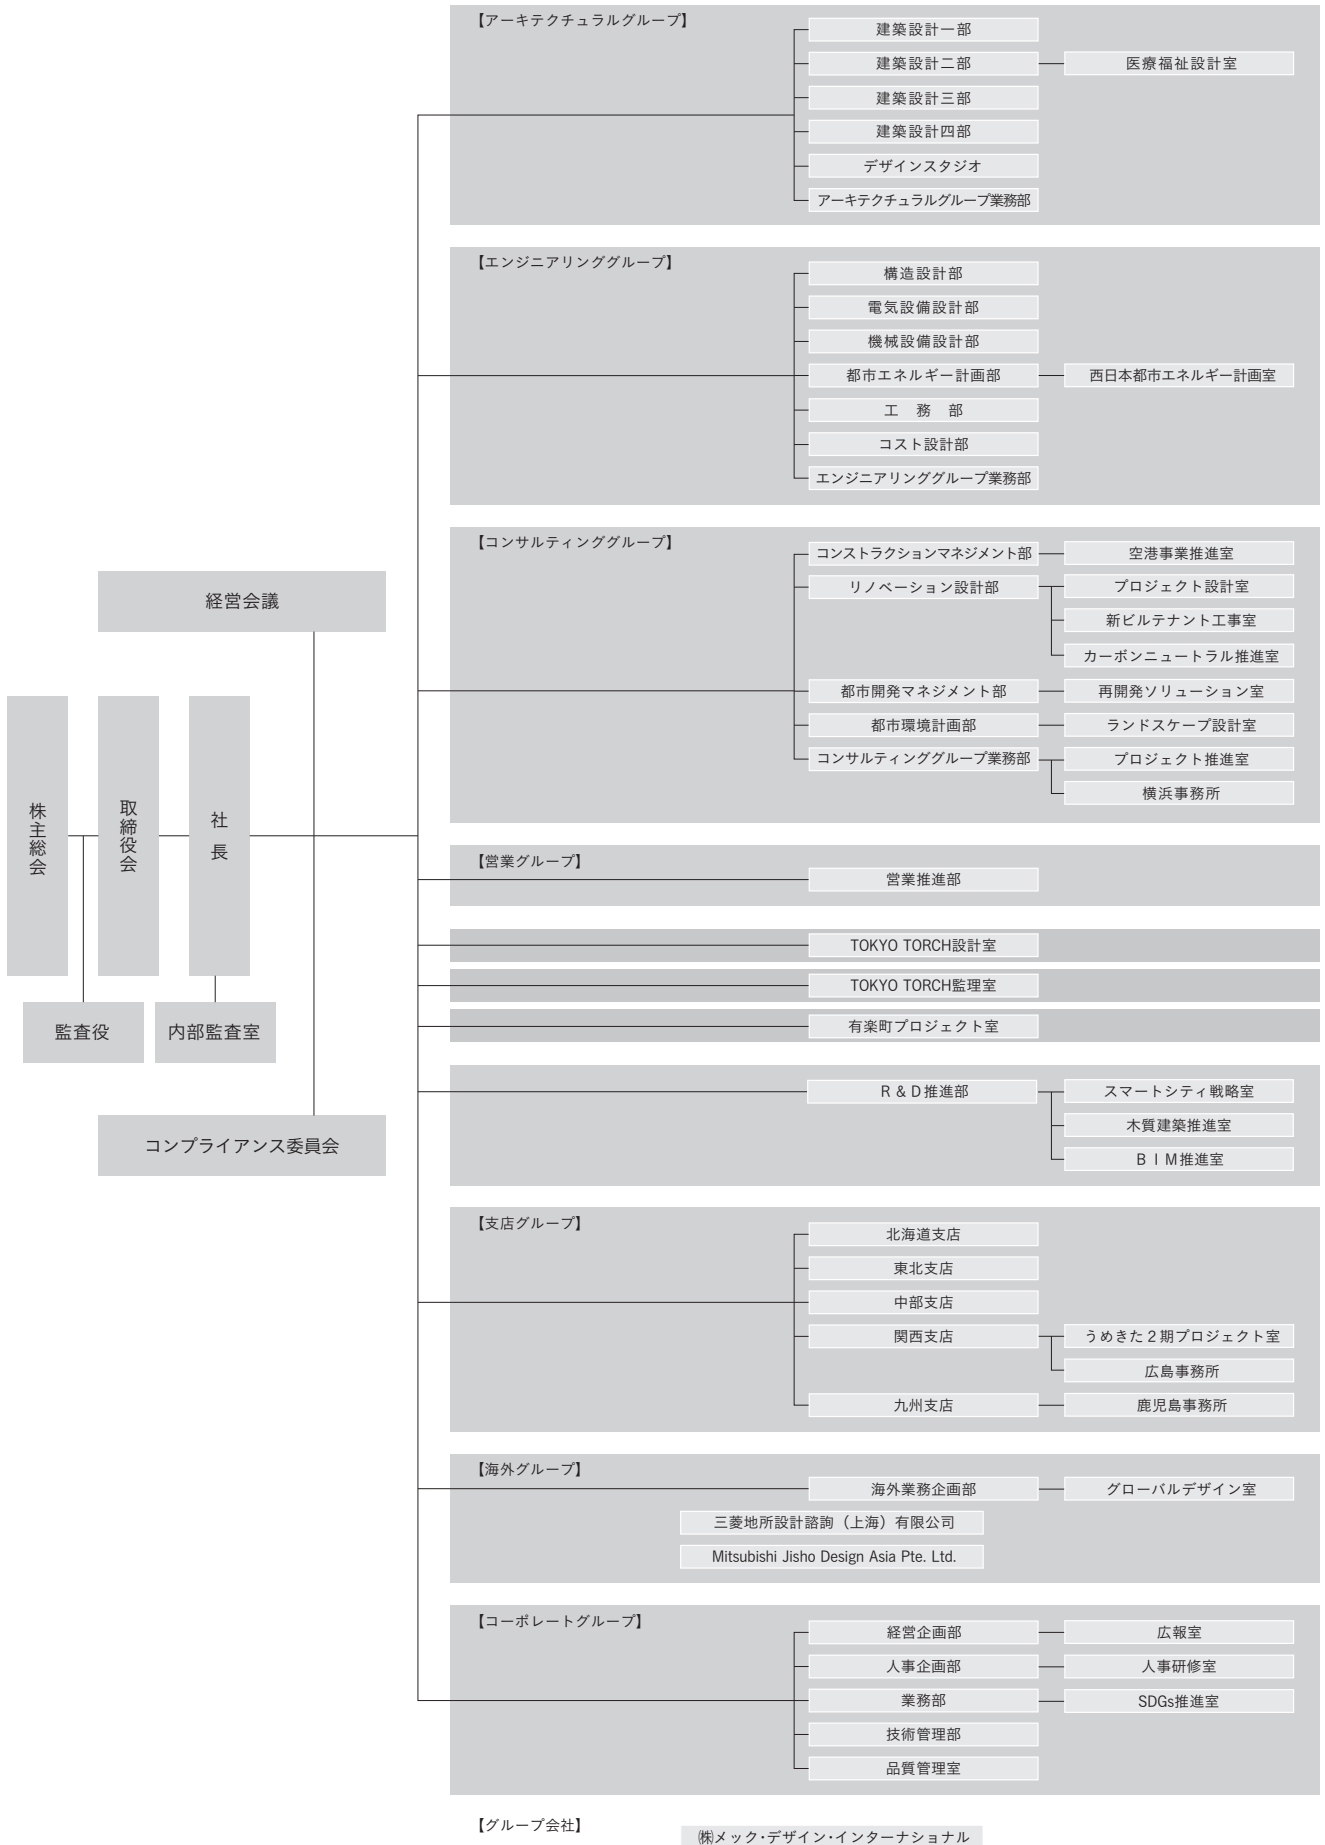 株主総会
取締役会
社長
監査役
内部監査室
経営会議
コンプライアンス委員会
【アーキテクチュラルグループ】
建築設計一部
建築設計二部
医療福祉設計室
建築設計三部
建築設計四部
デザインスタジオ
アーキテクチュラルグループ業務部
【エンジニアリンググループ】
構造設計部
電気設備設計部
機械設備設計部
都市エネルギー計画部
西日本都市エネルギー計画室
工　務　部
コスト設計部
エンジニアリンググループ業務部
【コンサルティンググループ】
コンストラクションマネジメント部
空港事業推進室
リノベーション設計部
プロジェクト設計室
新ビルテナント工事室
カーボンニュートラル推進室
都市開発マネジメント部
再開発ソリューション室
都市環境計画部
ランドスケープ設計室
コンサルティンググループ業務部
プロジェクト推進室
横浜事務所
【営業グループ】
営業推進部
TOKYO TORCH設計室
TOKYO TORCH監理室
有楽町プロジェクト室
R & D推進部
スマートシティ戦略室
木質建築推進室
ＢＩＭ推進室
【支店グループ】
北海道支店
東北支店
中部支店
関西支店
うめきた２期プロジェクト室
広島事務所
九州支店
鹿児島事務所
【海外グループ】
海外業務企画部
グローバルデザイン室
三菱地所設計諮詢（上海）有限公司
Mitsubishi Jisho Design Asia Pte. Ltd.
【コーポレートグループ】
経営企画部
広報室
人事企画部
人事研修室
業務部
SDGs推進室
技術管理部
品質管理室
【グループ会社】
㈱メック・デザイン・インターナショナル